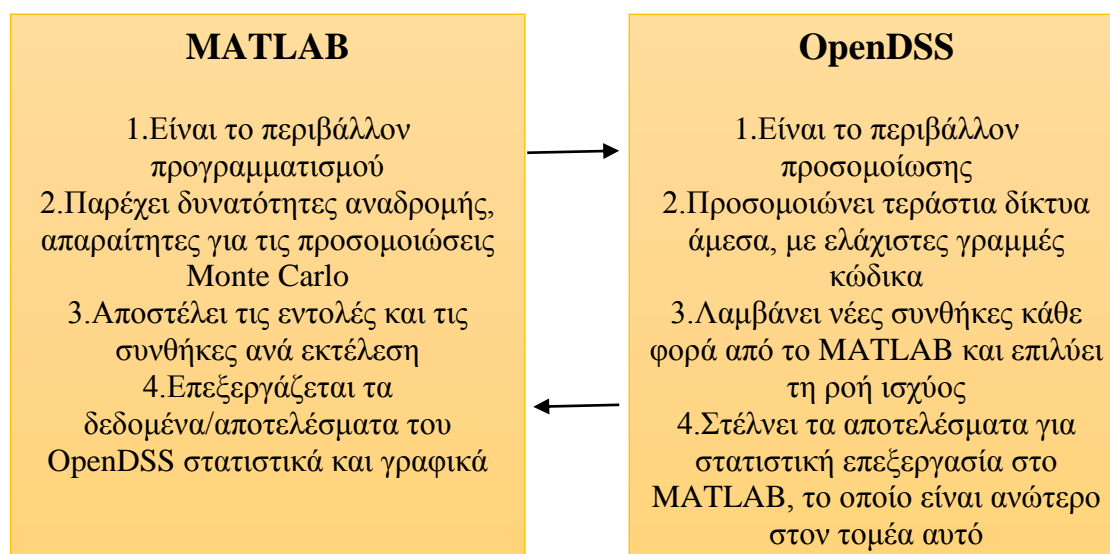 MATLAB
1.Είναι το περιβάλλον
προγραμματισμού
2.Παρέχει δυνατότητες αναδρομής,
απαραίτητες για τις προσομοιώσεις
Monte Carlo
3.Αποστέλει τις εντολές και τις
συνθήκες ανά εκτέλεση
4.Επεξεργάζεται τα
δεδομένα/αποτελέσματα του
OpenDSS στατιστικά και γραφικά
OpenDSS
1.Είναι το περιβάλλον
προσομοίωσης
2.Προσομοιώνει τεράστια δίκτυα
άμεσα, με ελάχιστες γραμμές
κώδικα
3.Λαμβάνει νέες συνθήκες κάθε
φορά από το MATLAB και επιλύει
τη ροή ισχύος
4.Στέλνει τα αποτελέσματα για
στατιστική επεξεργασία στο
MATLAB, το οποίο είναι ανώτερο
στον τομέα αυτό